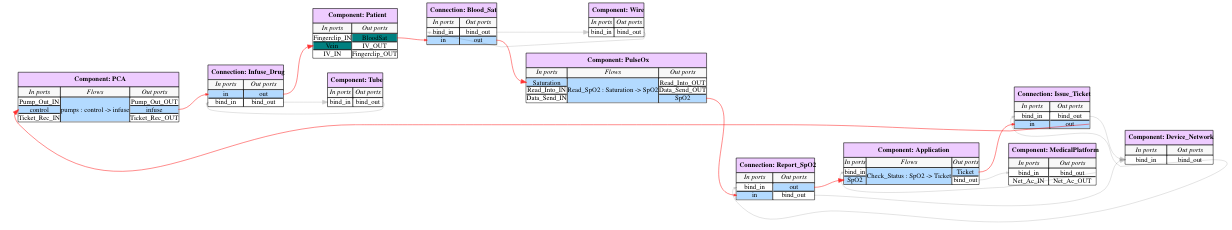 Component: PCA
In ports Flows Out ports
Pump_Out_IN pumps : control -> infuse Pump_Out_OUT
control infuse
Ticket_Rec_IN Ticket_Rec_OUT
Connection: Infuse_Drug
In ports Out ports
in out
bind_in bind_out
Component: Patient
In ports Out ports
Fingerclip_IN BloodSat
Vein IV_OUT
IV_IN Fingerclip_OUT
Component: Tube
In ports Out ports
bind_in bind_out
Connection: Blood_Sat
In ports Out ports
bind_in bind_out
in out
Component: Wire
In ports Out ports
bind_in bind_out
Component: PulseOx
In ports Flows Out ports
Saturation Read_SpO2 : Saturation -> SpO2 Read_Into_OUT
Read_Into_IN Data_Send_OUT
Data_Send_IN SpO2
Connection: Report_SpO2
In ports Out ports
bind_in out
in bind_out
Component: Application
In ports Flows Out ports
bind_in Check_Status : SpO2 -> Ticket Ticket
SpO2 bind_out
Connection: Issue_Ticket
In ports Out ports
bind_in bind_out
in out
Component: MedicalPlatform
In ports Out ports
bind_in bind_out
Net_Ac_IN Net_Ac_OUT
Component: Device_Network
In ports Out ports
bind_in bind_out